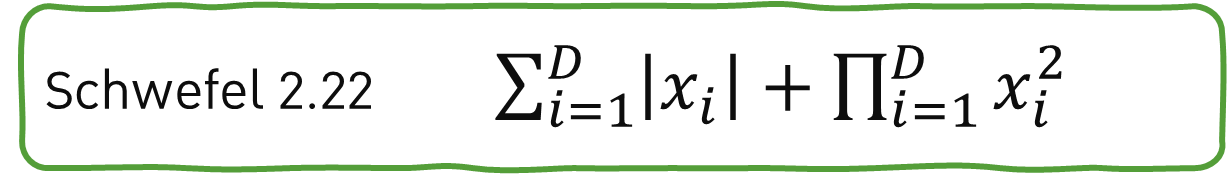 Schwefel 2.22 ∑_{i=1}^{D}|x_i| + ∏_{i=1}^{D} x_i^2